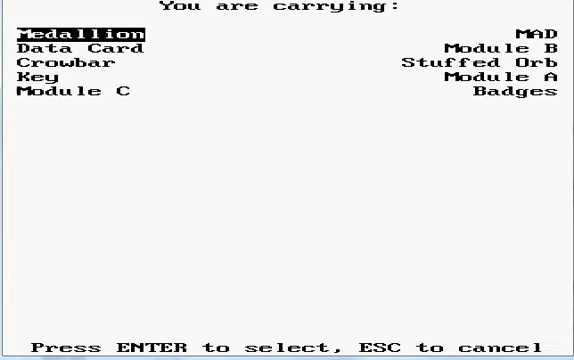 You are carrying:
Medallion MAD
Data Card Module B
Crowbar Stuffed Orb
Key Module A
Module C Badges
Press ENTER to select, ESC to cancel